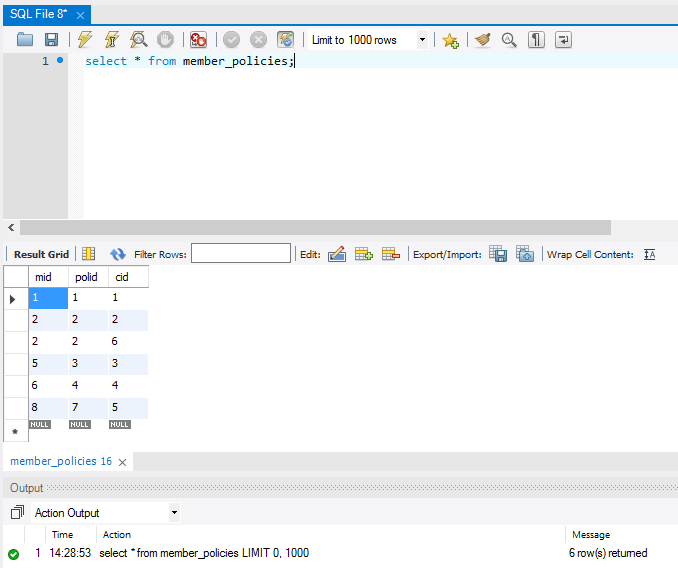 SQL File 8*
Limit to 1000 rows
1 select * from member_policies;
Result Grid Filter Rows: Edit: Export/Import: Wrap Cell Content:
mid polid cid
1 1 1
2 2 2
2 2 6
5 3 3
6 4 4
8 7 5
NULL NULL NULL
member_policies 16
Output
Action Output
Time Action Message
1 14:28:53 select * from member_policies LIMIT 0, 1000 6 row(s) returned